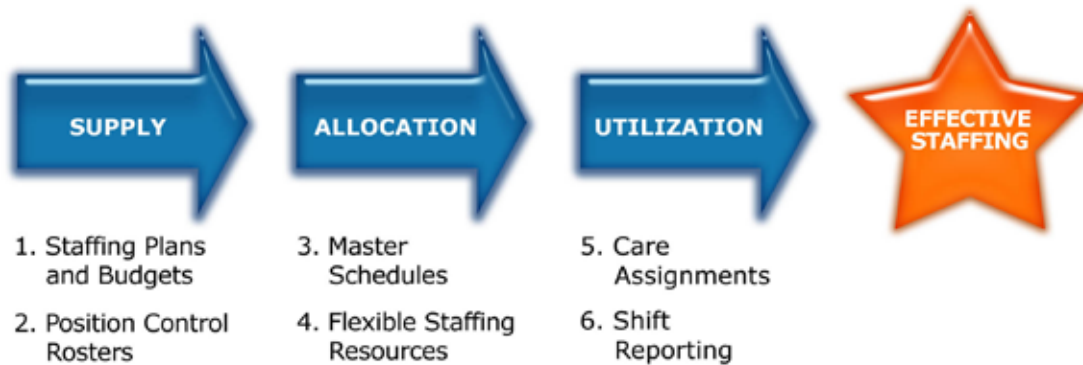 SUPPLY
ALLOCATION
UTILIZATION
EFFECTIVE
STAFFING
1. Staffing Plans
and Budgets
2. Position Control
Rosters
3. Master
Schedules
4. Flexible Staffing
Resources
5. Care
Assignments
6. Shift
Reporting